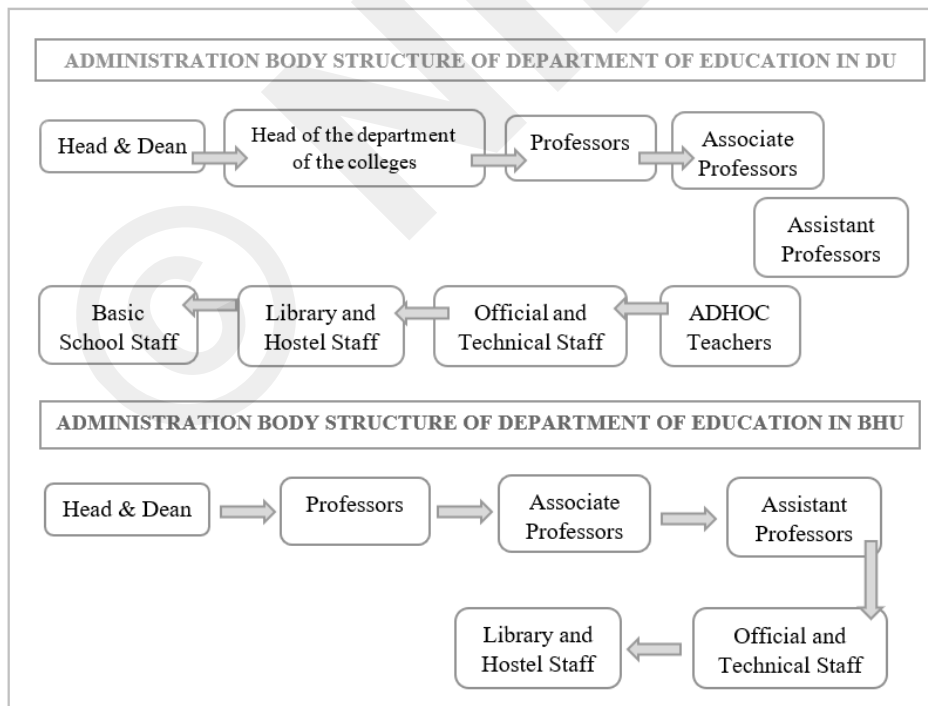 ADMINISTRATION BODY STRUCTURE OF DEPARTMENT OF EDUCATION IN DU
Head & Dean
Head of the department
of the colleges
Professors
Associate
Professors
Assistant
Professors
Basic
School Staff
Library and
Hostel Staff
Official and
Technical Staff
ADHOC
Teachers
ADMINISTRATION BODY STRUCTURE OF DEPARTMENT OF EDUCATION IN BHU
Head & Dean
Professors
Associate
Professors
Assistant
Professors
Library and
Hostel Staff
Official and
Technical Staff